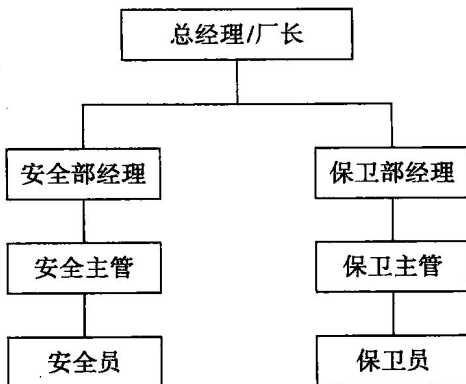 总经理/厂长
安全部经理
保卫部经理
安全主管
保卫主管
安全员
保卫员